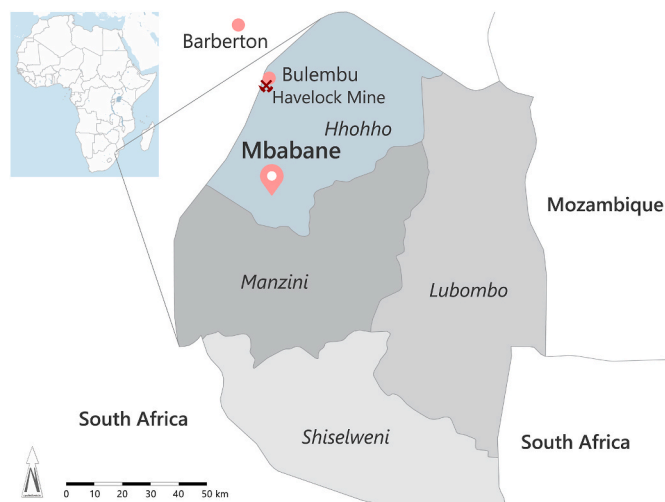 Barberton
Bulembu
Havelock Mine
Hhohho
Mbabane
Mozambique
Manzini
Lubombo
South Africa
Shiselweni
South Africa
0 10 20 30 40 50 km